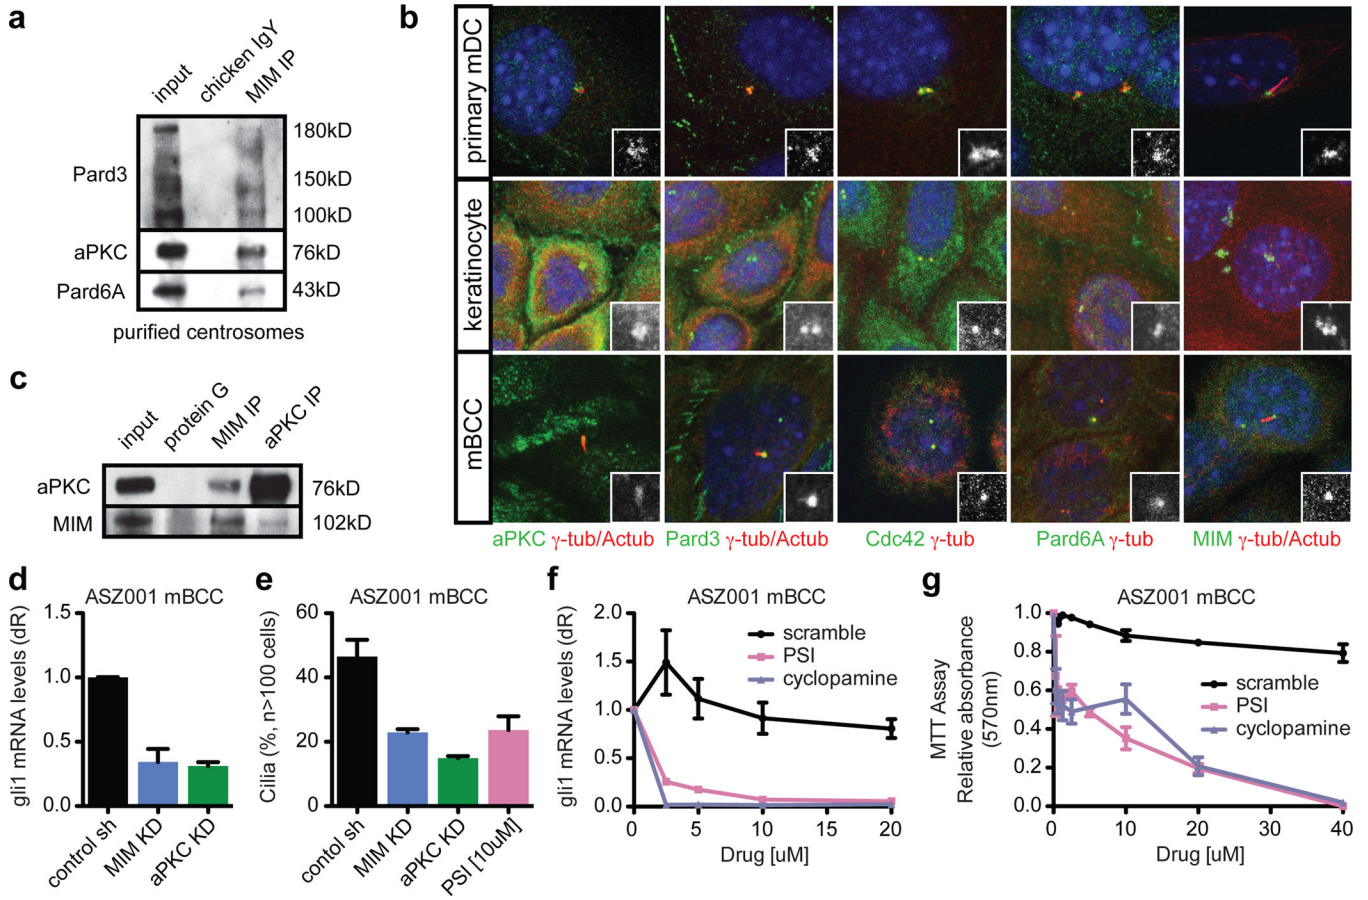 a
input
chicken IgY
MIM IP
Pard3
180kD
150kD
100kD
aPKC
76kD
Pard6A
43kD
purified centrosomes
b
primary mDC
keratinocyte
mBCC
aPKC γ-tub/Actub
Pard3 γ-tub/Actub
Cdc42 γ-tub
Pard6A γ-tub
MIM γ-tub/Actub
c
input
protein G
MIM IP
aPKC IP
aPKC
76kD
MIM
102kD
d
ASZ001 mBCC
gli1 mRNA levels (dR)
1.5
1.0
0.5
0.0
control sh
MIM KD
aPKC KD
e
ASZ001 mBCC
Cilia (%, n>100 cells)
60
40
20
0
contol sh
MIM KD
aPKC KD
PSI [10uM]
f
ASZ001 mBCC
gli1 mRNA levels (dR)
2.0
1.5
1.0
0.5
0.0
scramble
PSI
cyclopamine
0
5
10
15
20
Drug [uM]
g
ASZ001 mBCC
MTT Assay
Relative absorbance
(570nm)
1.0
0.8
0.6
0.4
0.2
0.0
scramble
PSI
cyclopamine
0
10
20
30
40
Drug [uM]